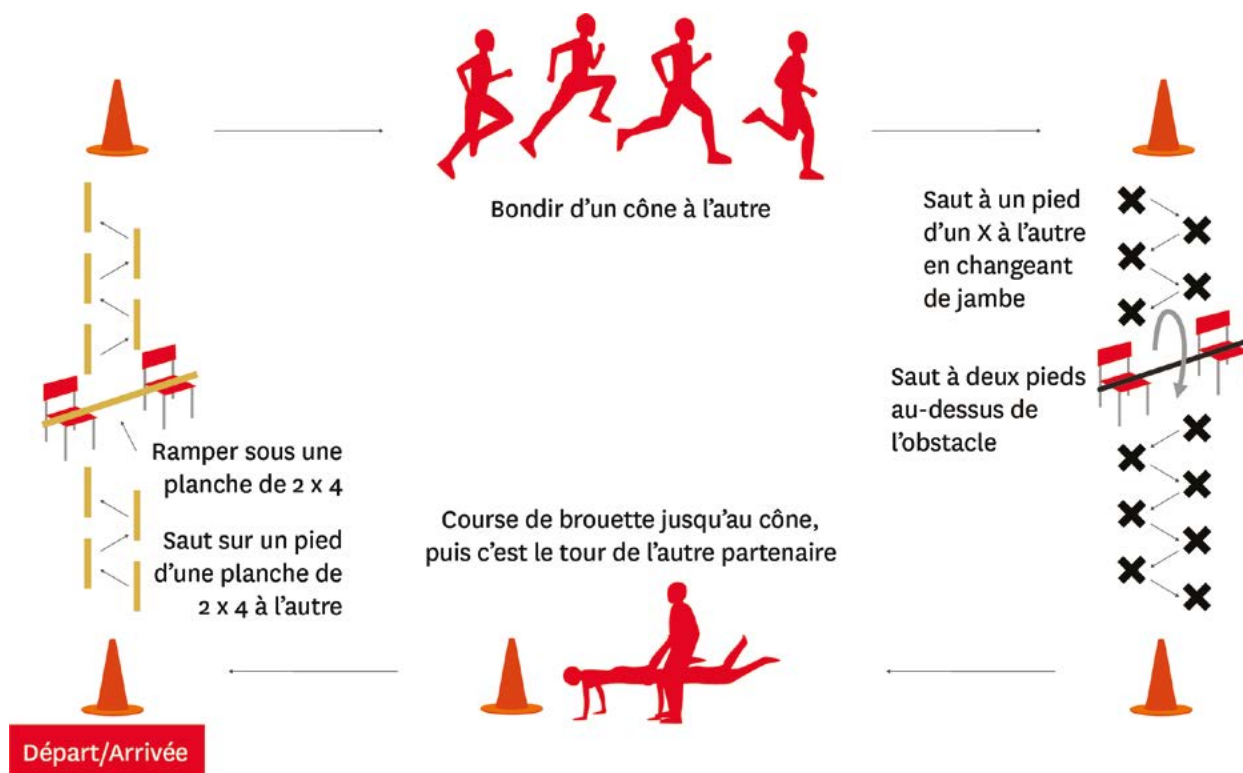 Bondir d'un cône à l'autre
Saut à un pied
d'un X à l'autre
en changeant
de jambe
Saut à deux pieds
au-dessus de
l'obstacle
Ramper sous une
planche de 2 x 4
Saut sur un pied
d'une planche de
2 x 4 à l'autre
Course de brouette jusqu'au cône,
puis c'est le tour de l'autre partenaire
Départ/Arrivée